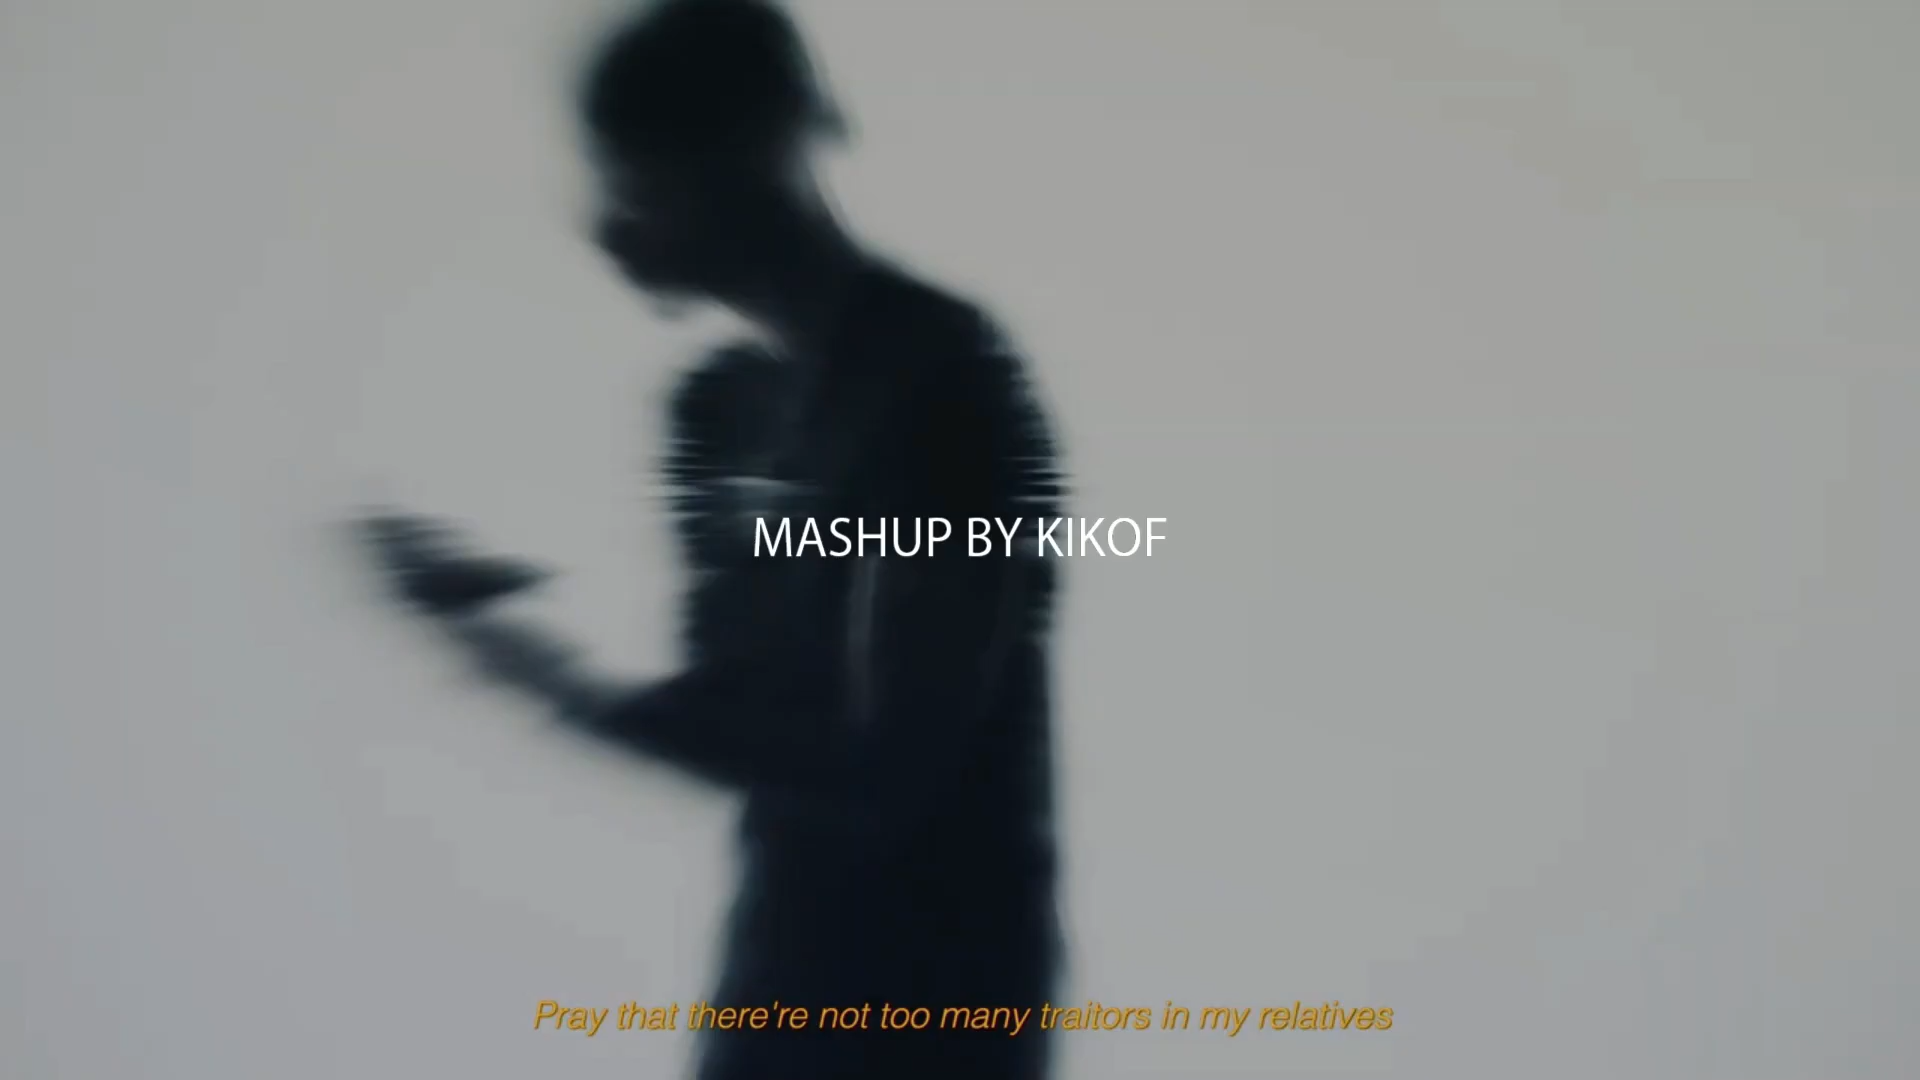 MASHUP BY KIKOF
Pray that there're not too many traitors in my relatives